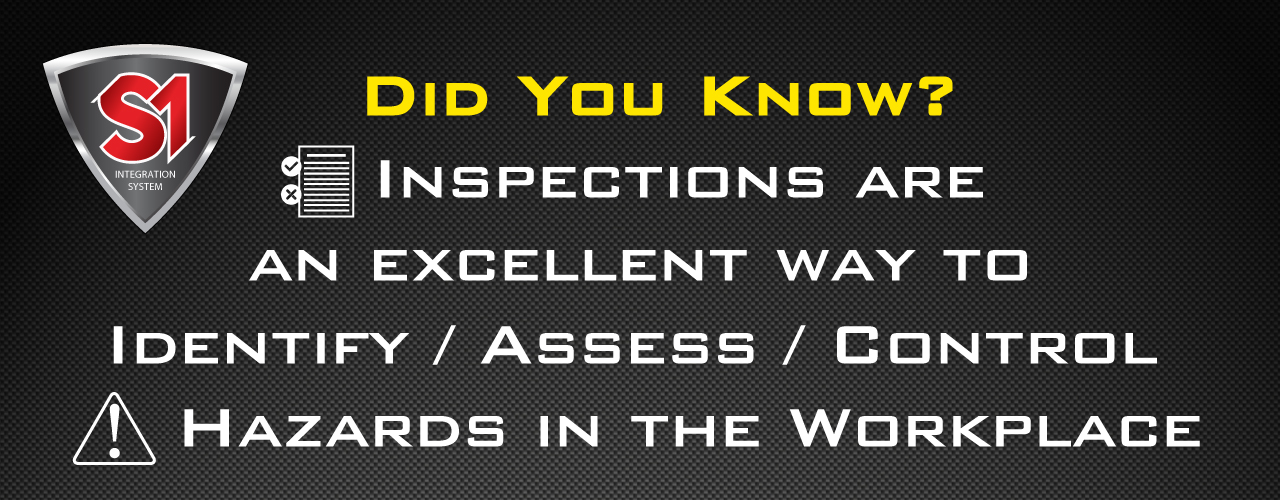 S1
INTEGRATION
SYSTEM
DID YOU KNOW?
INSPECTIONS ARE
AN EXCELLENT WAY TO
IDENTIFY / ASSESS / CONTROL
HAZARDS IN THE WORKPLACE